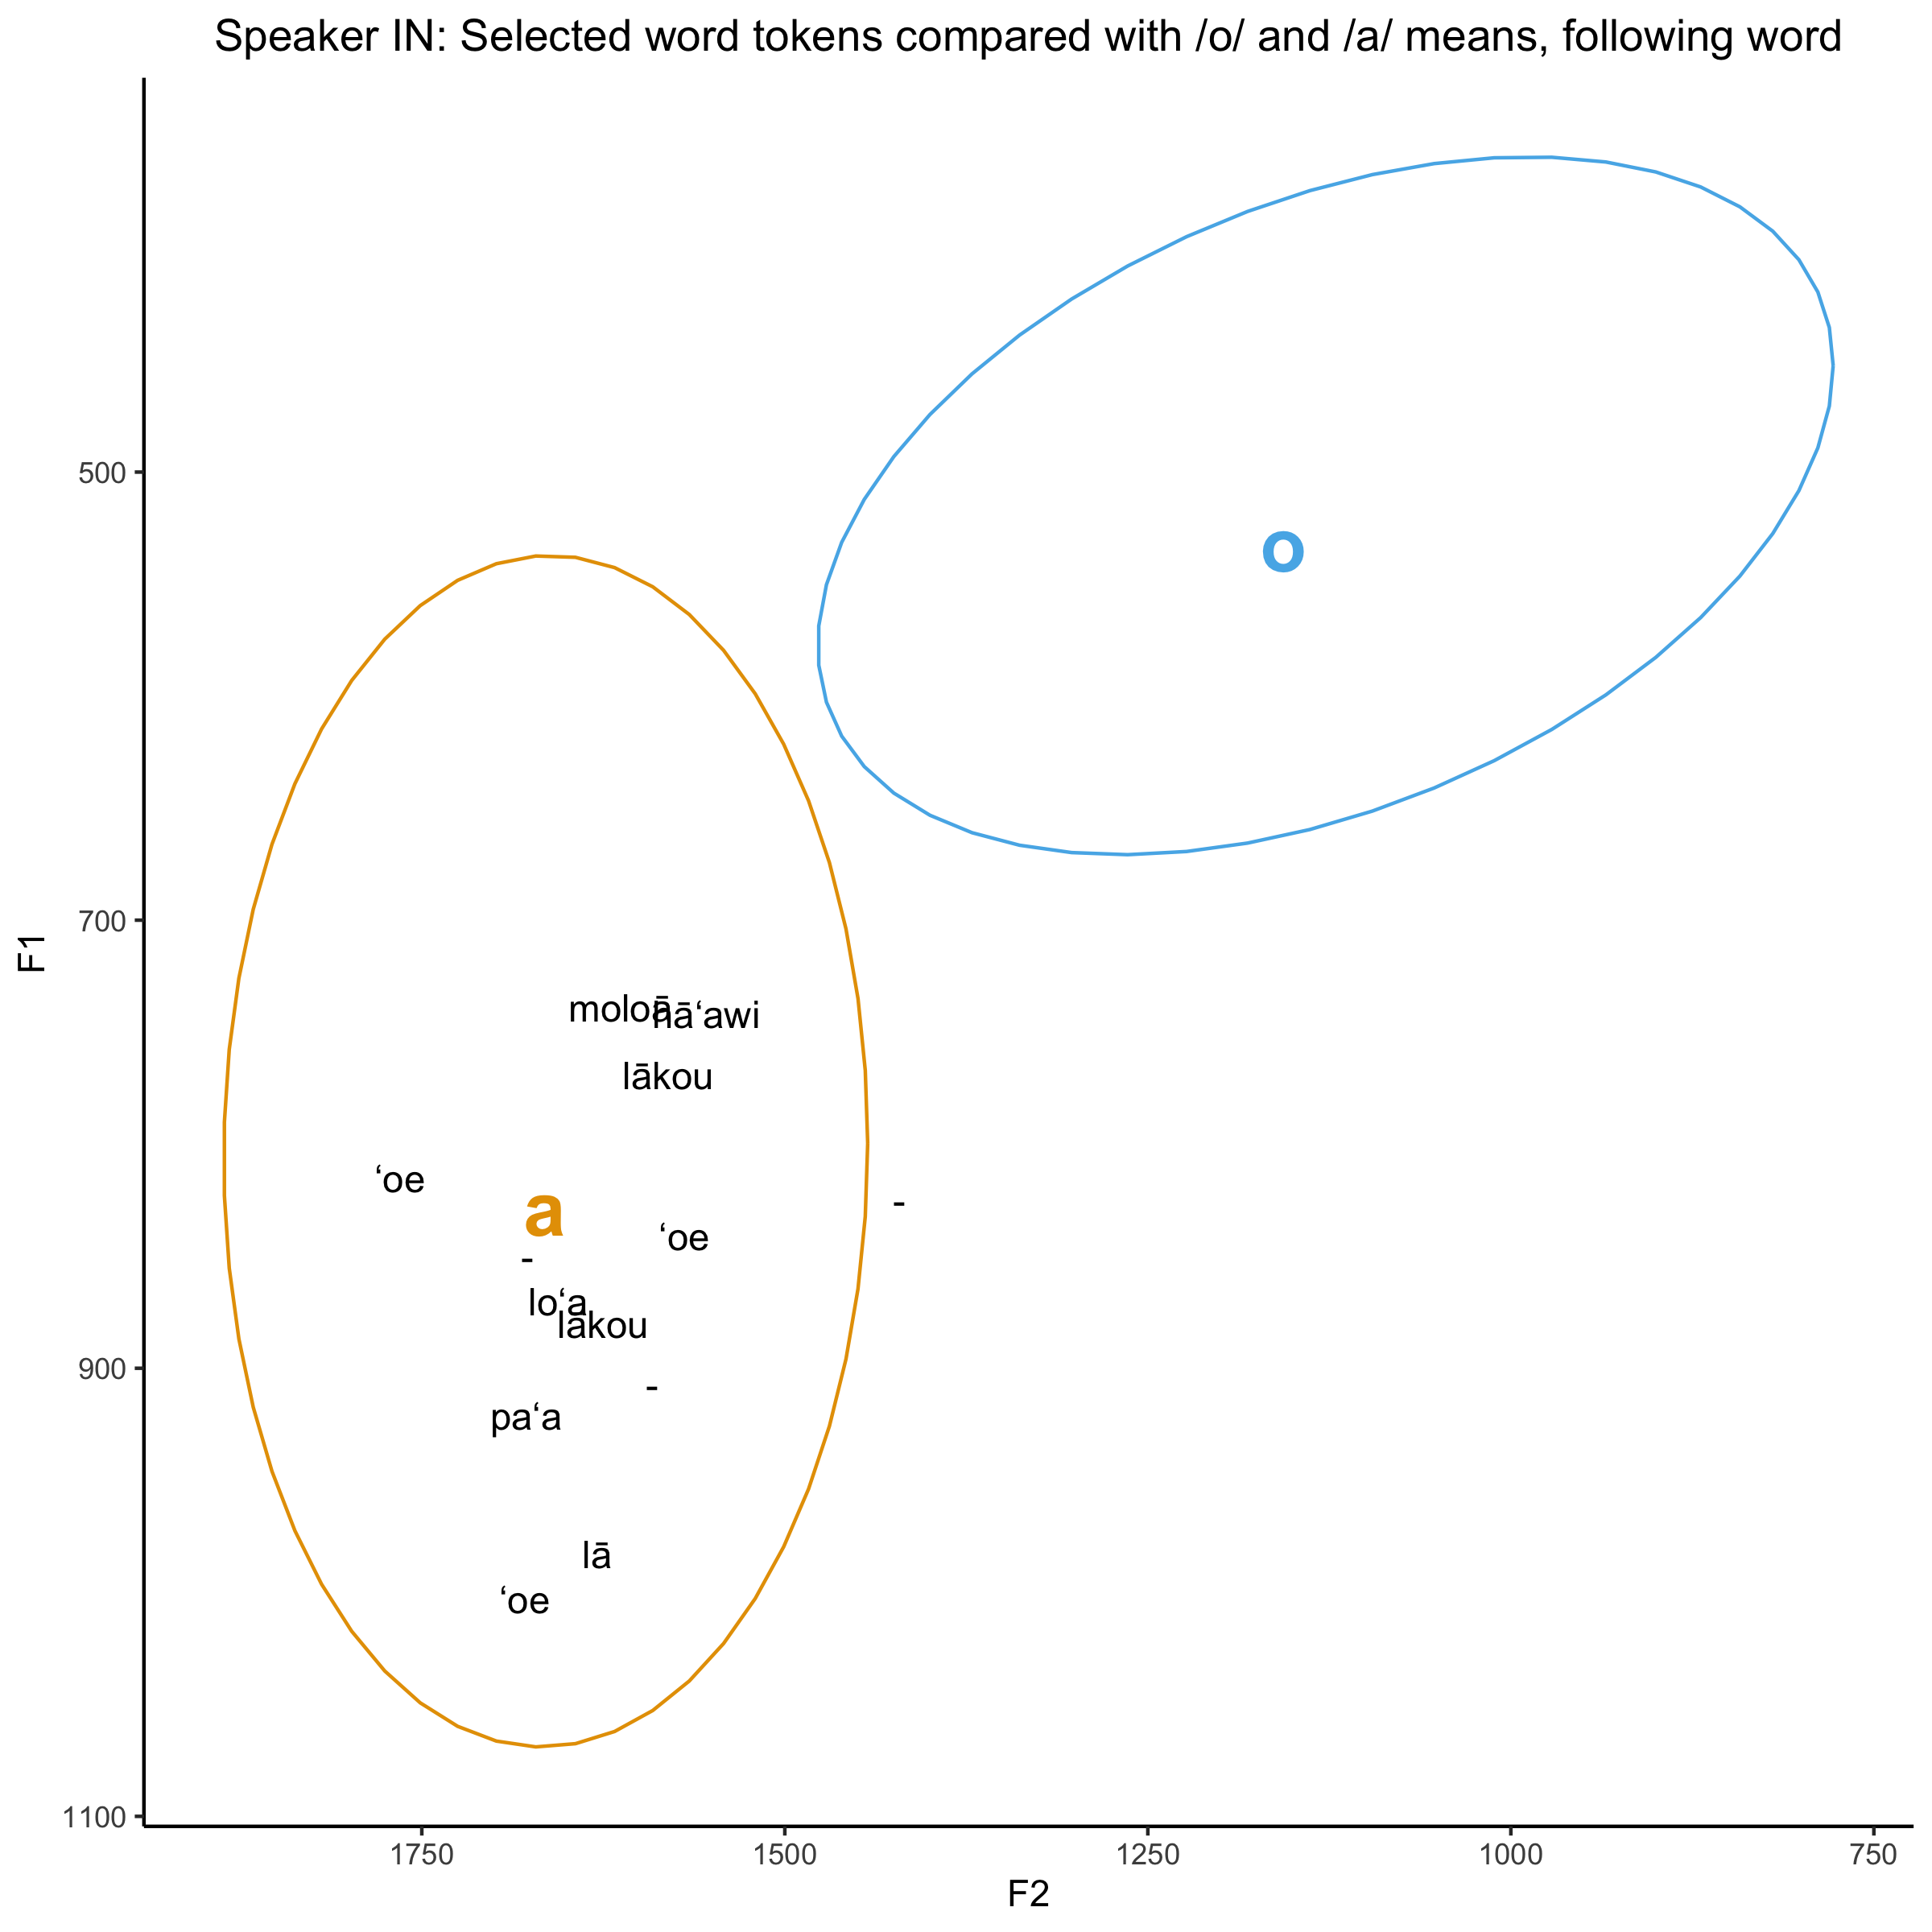 Speaker IN: Selected word tokens compared with /o/ and /a/ means, following word
500
o
700
F1
moloā
nāʻawi
lākou
ʻoe
a
-
ʻoe
-
loʻa
lākou
900
-
paʻa
lā
ʻoe
1100
1750
1500
1250
1000
750
F2